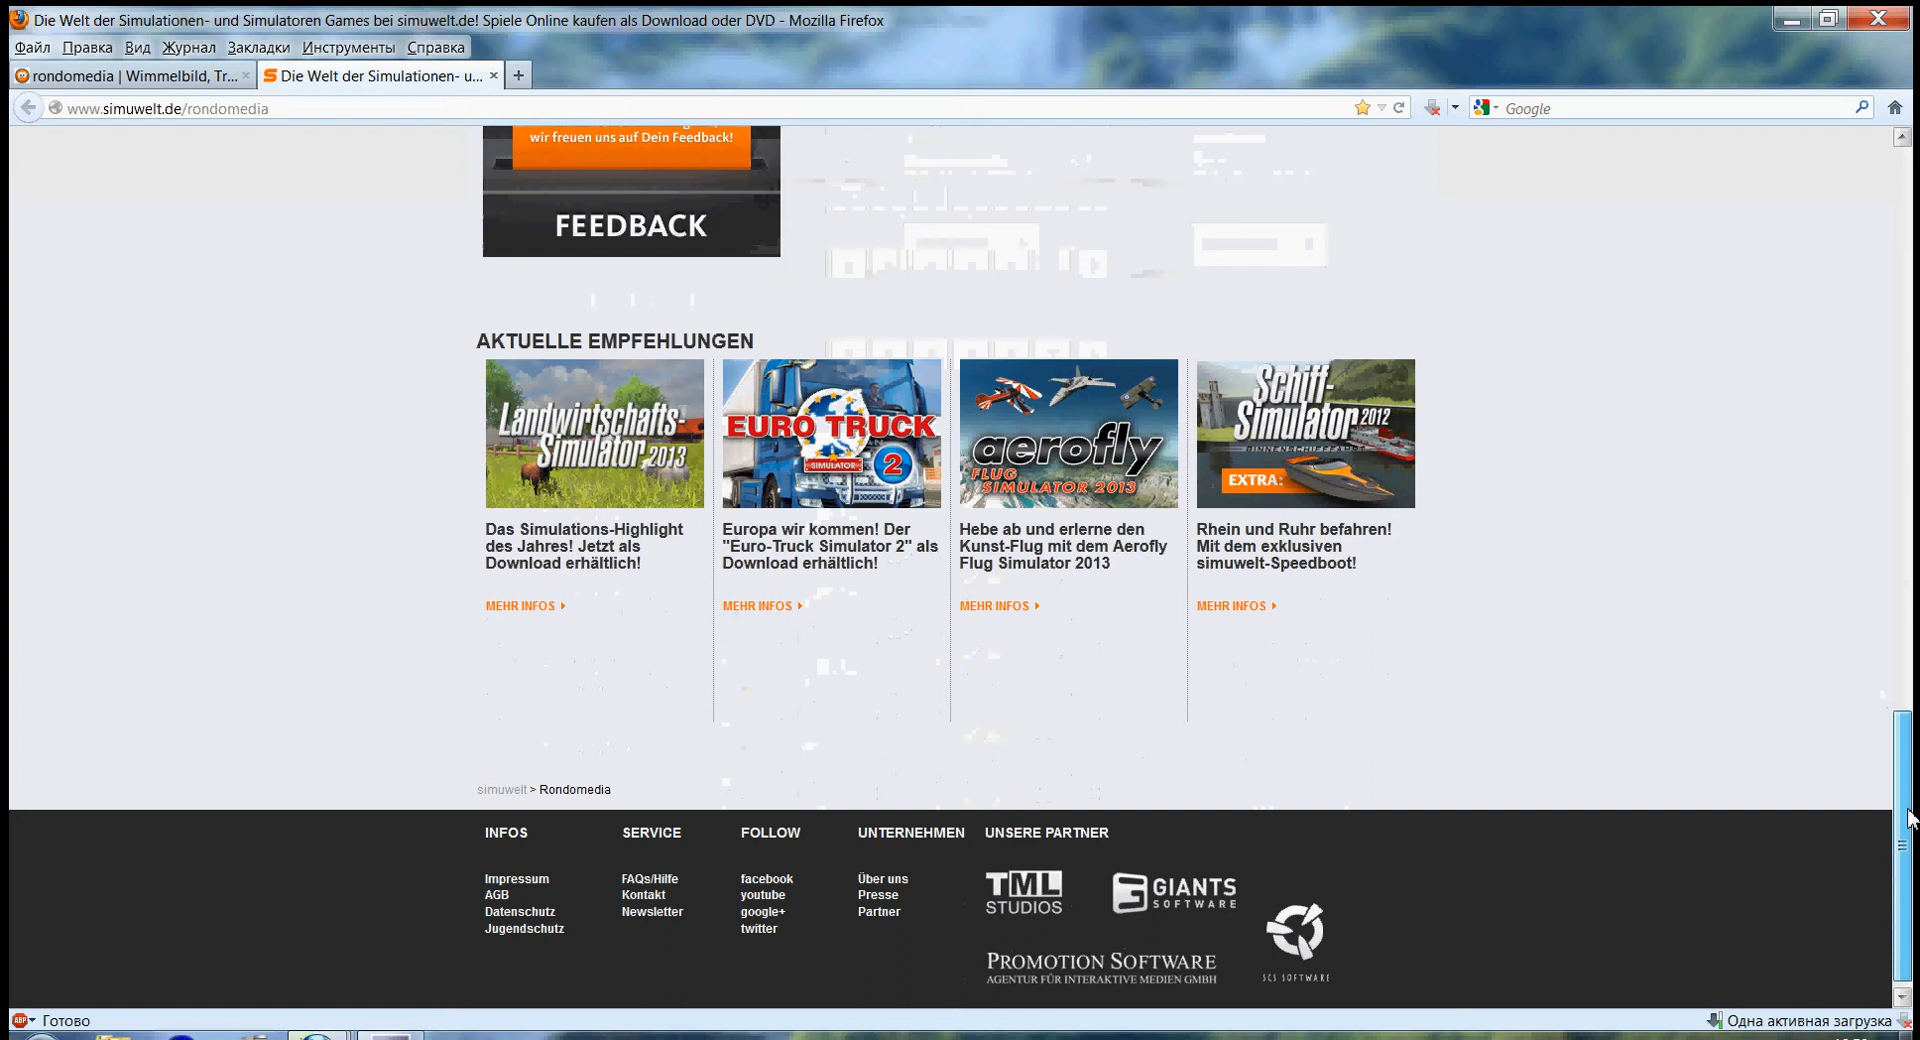 Die Welt der Simulationen- und Simulatoren Games bei simuwelt.de! Spiele Online kaufen als Download oder DVD - Mozilla Firefox
Файл Правка Вид Журнал Закладки Инструменты Справка
rondomedia | Wimmelbild, Tr...
Die Welt der Simulationen- u...
www.simuwelt.de/rondomedia
Google
wir freuen uns auf Dein Feedback!
FEEDBACK
AKTUELLE EMPFEHLUNGEN
Landwirtschafts-
Simulator 2013
EURO TRUCK
SIMULATOR 2
aerofly
FLUG
SIMULATOR 2013
Schiff-
Simulator 2012
BINNENSCHIFFFAHRT
EXTRA:
Das Simulations-Highlight
des Jahres! Jetzt als
Download erhältlich!
MEHR INFOS
Europa wir kommen! Der
"Euro-Truck Simulator 2" als
Download erhältlich!
MEHR INFOS
Hebe ab und erlerne den
Kunst-Flug mit dem Aerofly
Flug Simulator 2013
MEHR INFOS
Rhein und Ruhr befahren!
Mit dem exklusiven
simuwelt-Speedboot!
MEHR INFOS
simuwelt > Rondomedia
INFOS
Impressum
AGB
Datenschutz
Jugendschutz
SERVICE
FAQs/Hilfe
Kontakt
Newsletter
FOLLOW
facebook
youtube
google+
twitter
UNTERNEHMEN
Über uns
Presse
Partner
UNSERE PARTNER
TML
STUDIOS
GIANTS
SOFTWARE
PROMOTION SOFTWARE
AGENTUR FÜR INTERAKTIVE MEDIEN GMBH
SCS SOFTWARE
ABP
Готово
Одна активная загрузка